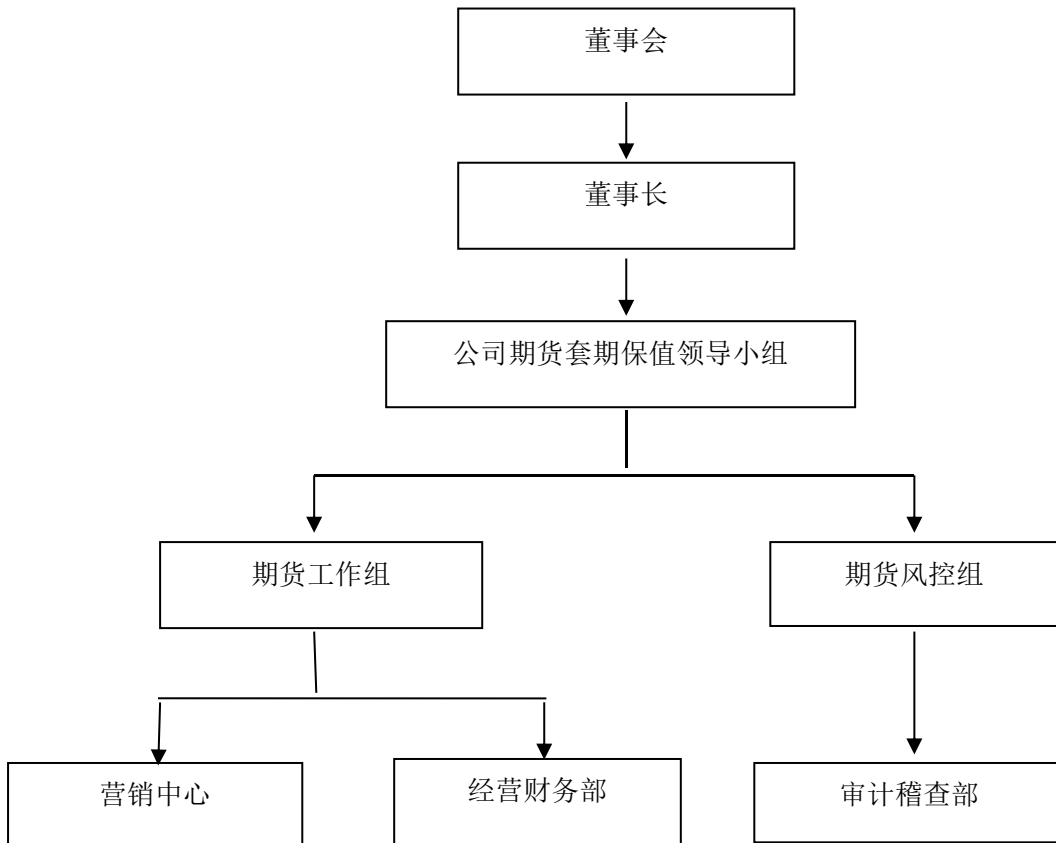 董事会
董事长
公司期货套期保值领导小组
期货工作组
期货风控组
营销中心
经营财务部
审计稽查部